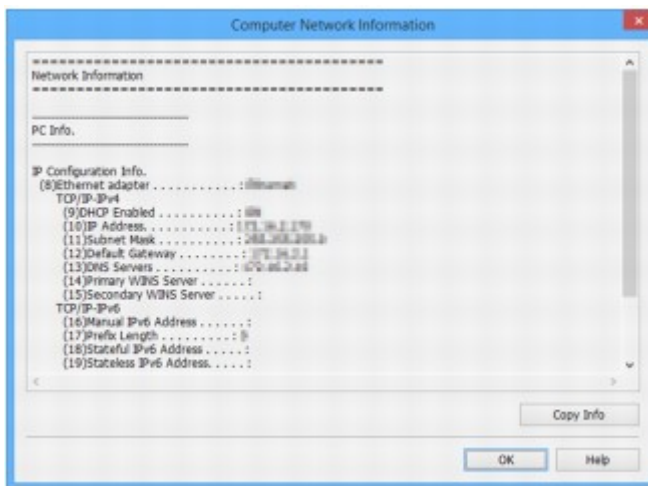 Computer Network Information
==========================================
Network Information
==========================================
-------------------------
PC Info.
-------------------------
IP Configuration Info.
(8)Ethernet adapter . . . . . . . . . . :
TCP/IP-IPv4
(9)DHCP Enabled . . . . . . . . . . :
(10)IP Address. . . . . . . . . . . :
(11)Subnet Mask . . . . . . . . . . :
(12)Default Gateway . . . . . . . . :
(13)DNS Servers . . . . . . . . . . :
(14)Primary WINS Server . . . . . . :
(15)Secondary WINS Server . . . . . :
TCP/IP-IPv6
(16)Manual IPv6 Address . . . . . . :
(17)Prefix Length . . . . . . . . . :
(18)Stateful IPv6 Address . . . . . :
(19)Stateless IPv6 Address. . . . . :
Copy Info
OK
Help